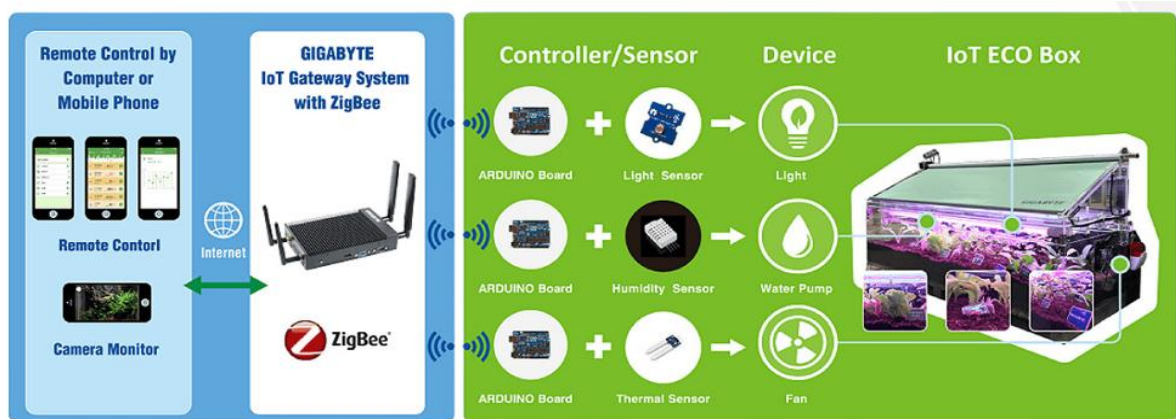 Remote Control by
Computer or
Mobile Phone
Remote Contorl
Camera Monitor
Internet
GIGABYTE
IoT Gateway System
with ZigBee
ZigBee®
Controller/Sensor
Device
IoT ECO Box
ARDUINO Board
Light Sensor
Light
ARDUINO Board
Humidity Sensor
Water Pump
ARDUINO Board
Thermal Sensor
Fan
GIGABYTE